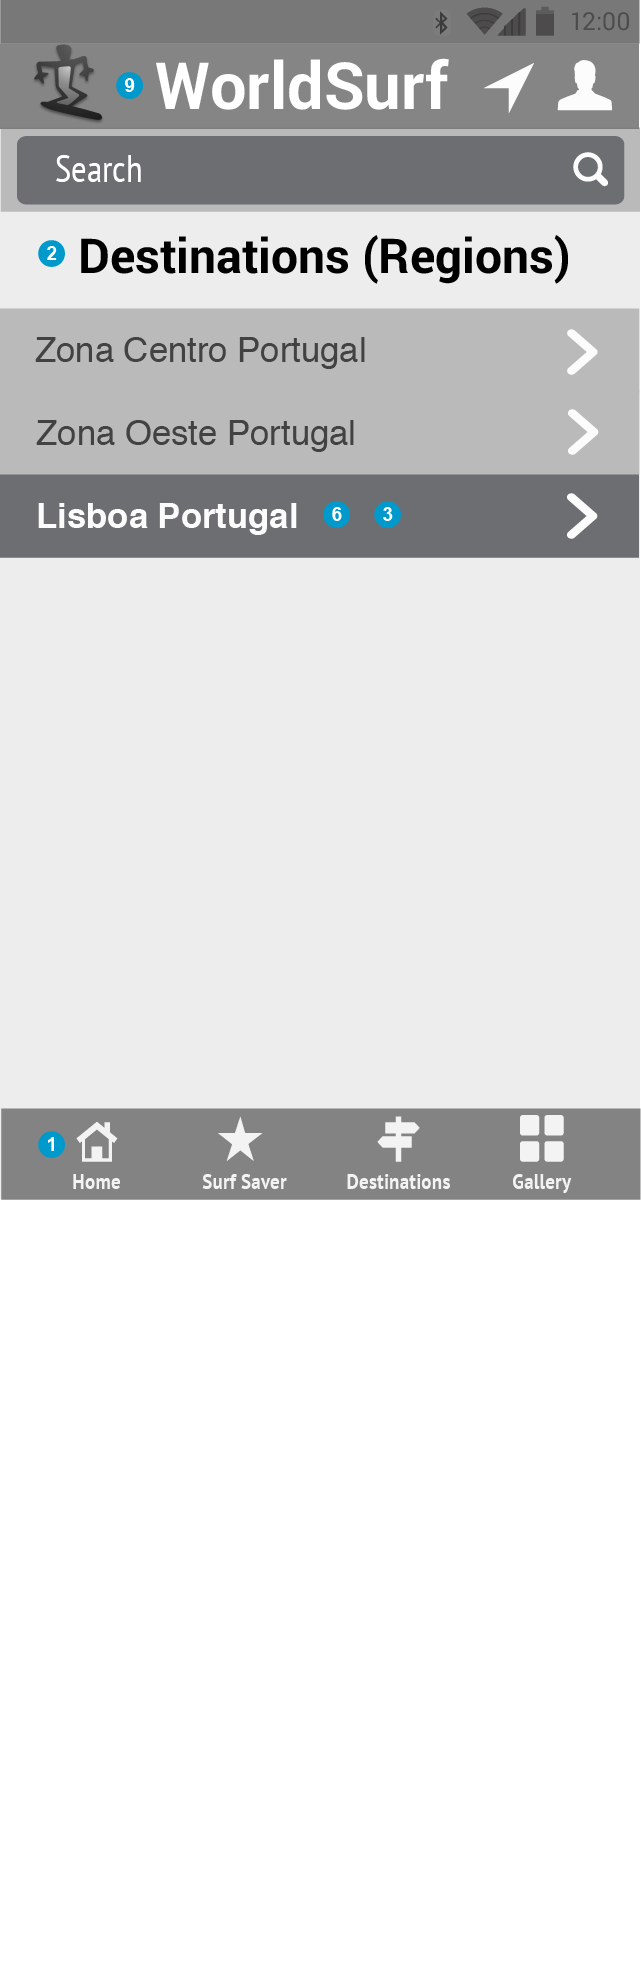 12:00
9 WorldSurf
Search
2 Destinations (Regions)
Zona Centro Portugal
Zona Oeste Portugal
Lisboa Portugal 6 3
1
Home Surf Saver Destinations Gallery